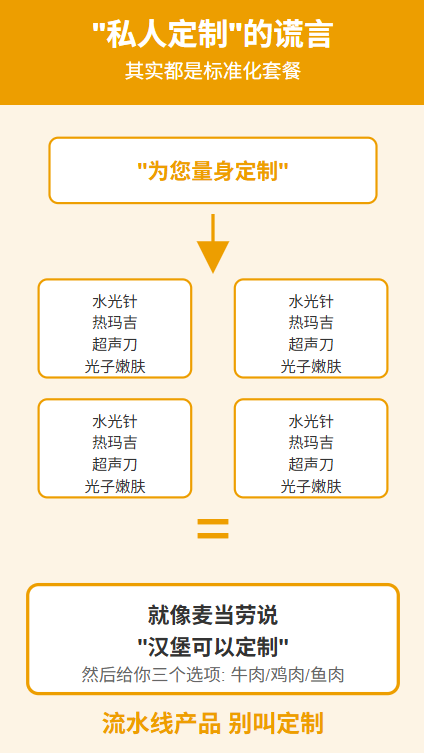 "私人定制"的谎言
其实都是标准化套餐
"为您量身定制"
水光针
热玛吉
超声刀
光子嫩肤
水光针
热玛吉
超声刀
光子嫩肤
水光针
热玛吉
超声刀
光子嫩肤
水光针
热玛吉
超声刀
光子嫩肤
=
就像麦当劳说
"汉堡可以定制"
然后给你三个选项: 牛肉/鸡肉/鱼肉
流水线产品 别叫定制